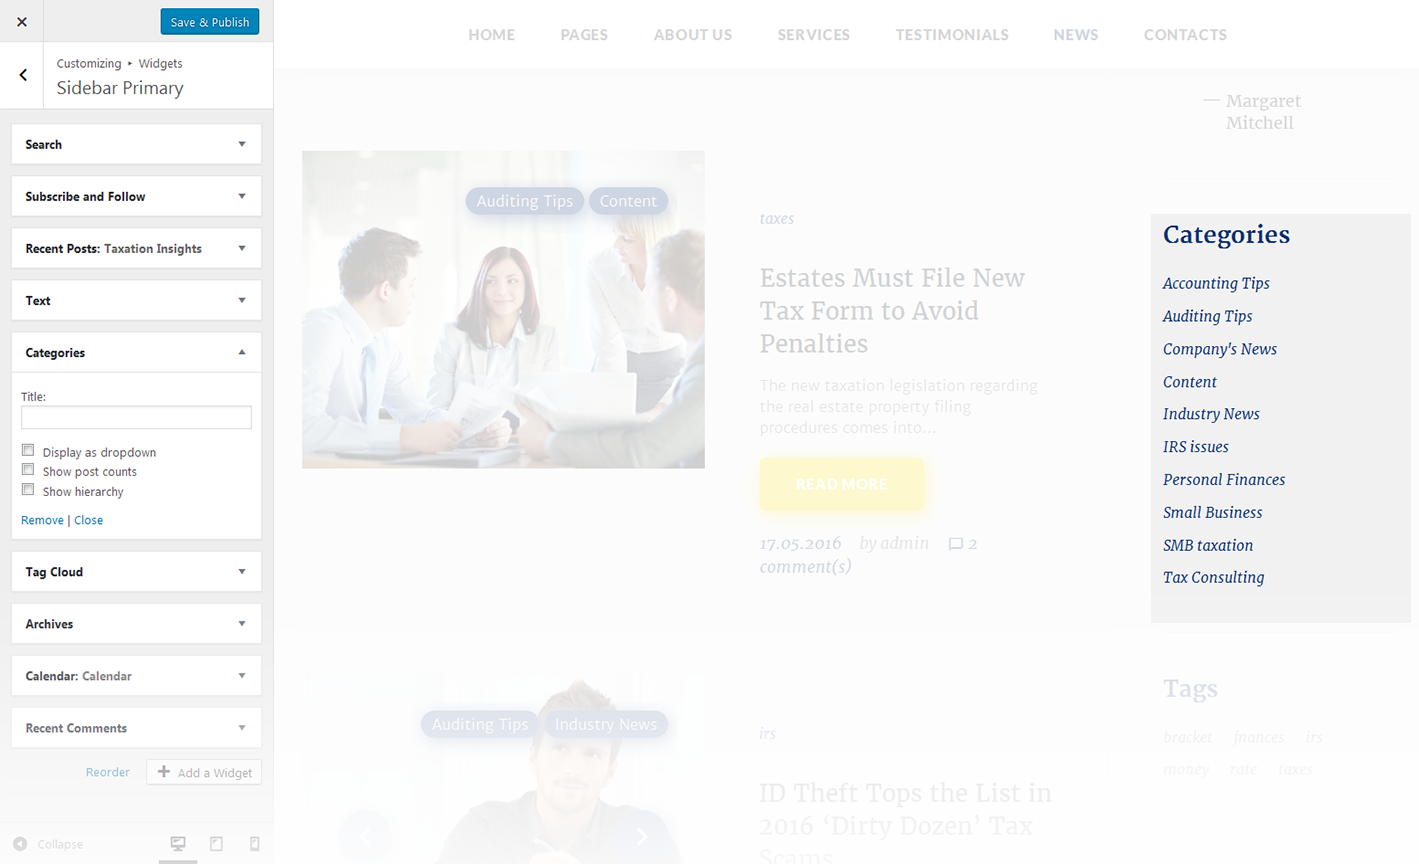 Save & Publish
Customizing ▸ Widgets
Sidebar Primary
Search
Subscribe and Follow
Recent Posts: Taxation Insights
Text
Categories
Title:
Display as dropdown
Show post counts
Show hierarchy
Remove | Close
Tag Cloud
Archives
Calendar: Calendar
Recent Comments
Reorder
Add a Widget
Collapse
HOME PAGES ABOUT US SERVICES TESTIMONIALS NEWS CONTACTS
— Margaret
Mitchell
Auditing Tips Content
taxes
Estates Must File New
Tax Form to Avoid
Penalties
The new taxation legislation regarding
the real estate property filing
procedures comes into...
READ MORE
17.05.2016 by admin 2
comment(s)
Categories
Accounting Tips
Auditing Tips
Company's News
Content
Industry News
IRS issues
Personal Finances
Small Business
SMB taxation
Tax Consulting
Auditing Tips Industry News
irs
ID Theft Tops the List in
2016 ‘Dirty Dozen’ Tax
Scams
Tags
bracket fnances irs
money rate taxes